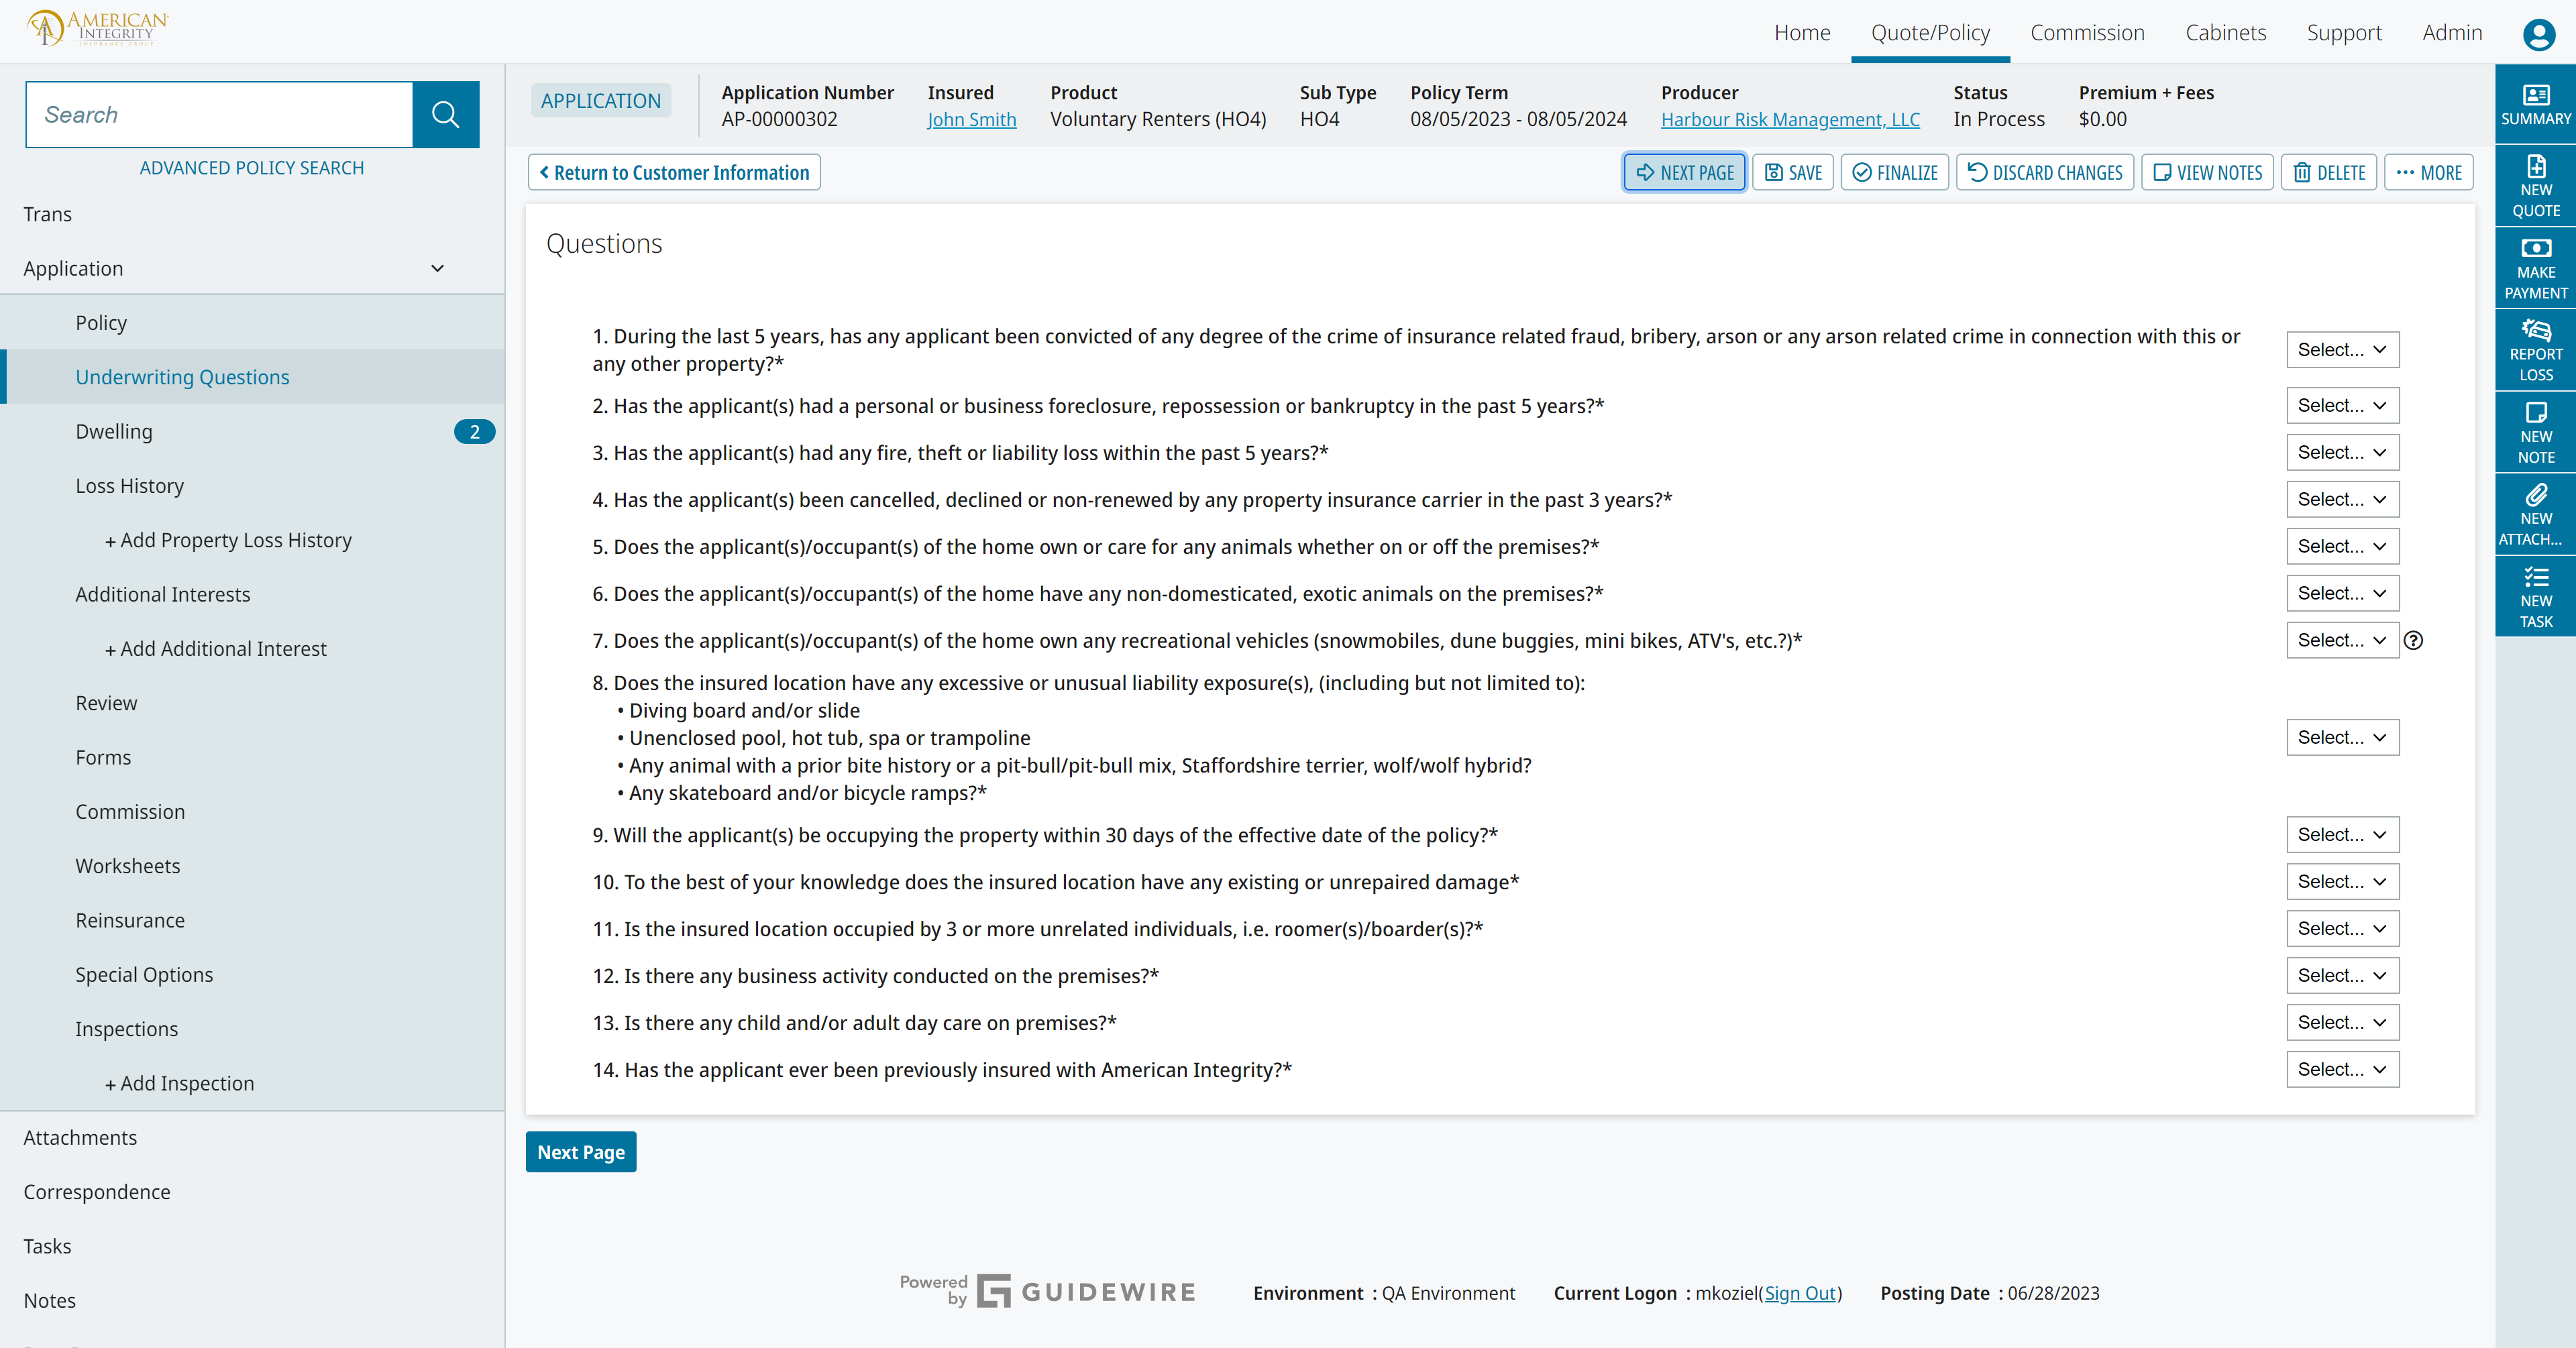 AMERICAN
INTEGRITY
INSURANCE GROUP
Home
Quote/Policy
Commission
Cabinets
Support
Admin
Search
ADVANCED POLICY SEARCH
Trans
Application
Policy
Underwriting Questions
Dwelling
2
Loss History
+ Add Property Loss History
Additional Interests
+ Add Additional Interest
Review
Forms
Commission
Worksheets
Reinsurance
Special Options
Inspections
+ Add Inspection
Attachments
Correspondence
Tasks
Notes
APPLICATION
Application Number
AP-00000302
Insured
John Smith
Product
Voluntary Renters (HO4)
Sub Type
HO4
Policy Term
08/05/2023 - 08/05/2024
Producer
Harbour Risk Management, LLC
Status
In Process
Premium + Fees
$0.00
Return to Customer Information
NEXT PAGE
SAVE
FINALIZE
DISCARD CHANGES
VIEW NOTES
DELETE
MORE
Questions
1. During the last 5 years, has any applicant been convicted of any degree of the crime of insurance related fraud, bribery, arson or any arson related crime in connection with this or
any other property?*
Select...
2. Has the applicant(s) had a personal or business foreclosure, repossession or bankruptcy in the past 5 years?*
Select...
3. Has the applicant(s) had any fire, theft or liability loss within the past 5 years?*
Select...
4. Has the applicant(s) been cancelled, declined or non-renewed by any property insurance carrier in the past 3 years?*
Select...
5. Does the applicant(s)/occupant(s) of the home own or care for any animals whether on or off the premises?*
Select...
6. Does the applicant(s)/occupant(s) of the home have any non-domesticated, exotic animals on the premises?*
Select...
7. Does the applicant(s)/occupant(s) of the home own any recreational vehicles (snowmobiles, dune buggies, mini bikes, ATV's, etc.?)*
Select...
8. Does the insured location have any excessive or unusual liability exposure(s), (including but not limited to):
• Diving board and/or slide
• Unenclosed pool, hot tub, spa or trampoline
• Any animal with a prior bite history or a pit-bull/pit-bull mix, Staffordshire terrier, wolf/wolf hybrid?
• Any skateboard and/or bicycle ramps?*
Select...
9. Will the applicant(s) be occupying the property within 30 days of the effective date of the policy?*
Select...
10. To the best of your knowledge does the insured location have any existing or unrepaired damage*
Select...
11. Is the insured location occupied by 3 or more unrelated individuals, i.e. roomer(s)/boarder(s)?*
Select...
12. Is there any business activity conducted on the premises?*
Select...
13. Is there any child and/or adult day care on premises?*
Select...
14. Has the applicant ever been previously insured with American Integrity?*
Select...
Next Page
Powered
by
GUIDEWIRE
Environment : QA Environment
Current Logon : mkoziel(Sign Out)
Posting Date : 06/28/2023
SUMMARY
NEW
QUOTE
MAKE
PAYMENT
REPORT
LOSS
NEW
NOTE
NEW
ATTACH...
NEW
TASK